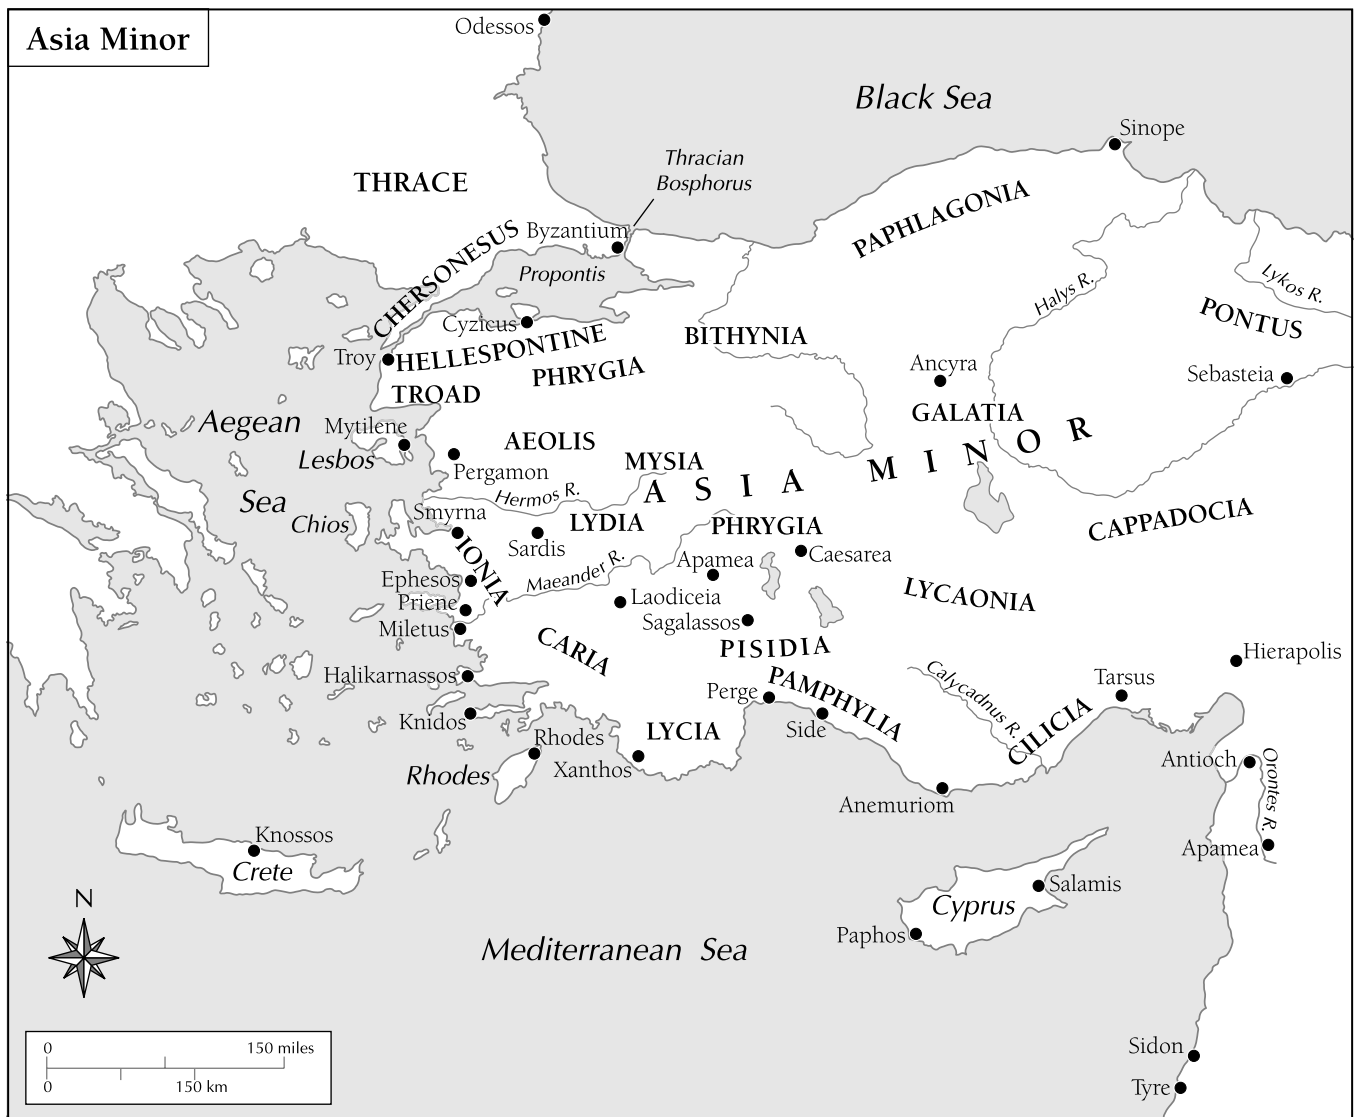 Asia Minor
Odessos
Black Sea
Sinope
Thracian
Bosphorus
THRACE
PAPHLAGONIA
CHERSONESUS
Byzantium
Propontis
Halys R.
Lykos R.
PONTUS
Cyzicus
HELLESPONTINE
PHRYGIA
BITHYNIA
Troy
TROAD
Ancyra
GALATIA
Sebasteia
Aegean
Sea
Mytilene
Lesbos
AEOLIS
Pergamon
MYSIA
ASIA MINOR
Hermos R.
Chios
Smyrna
Sardis
LYDIA
PHRYGIA
CAPPADOCIA
IONIA
Apamea
Caesarea
Ephesos
Maeander R.
Priene
Laodiceia
LYCAONIA
Miletus
Sagalassos
CARIA
PISIDIA
Hierapolis
Halikarnassos
Perge
PAMPHYLIA
Calycadnus R.
Tarsus
Knidos
LYCIA
Side
CILICIA
Rhodes
Rhodes
Xanthos
Antioch
Orontes R.
Anemuriom
Knossos
Crete
Apamea
Salamis
Cyprus
Paphos
N
Mediterranean Sea
Sidon
Tyre
0 150 miles
0 150 km